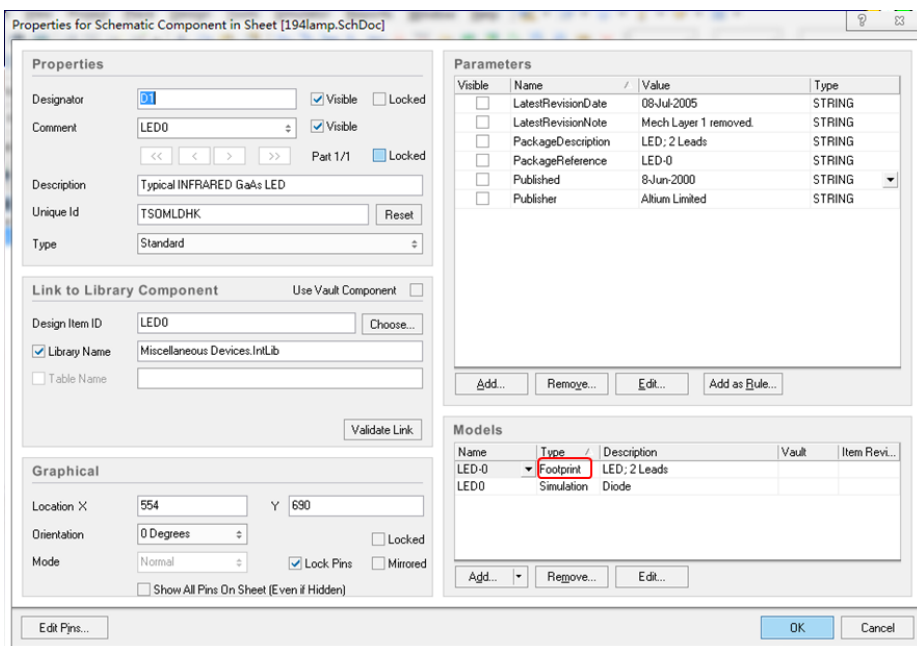 Properties for Schematic Component in Sheet [194lamp.SchDoc]
Properties
Designator D1 Visible Locked
Comment LED0 Visible
<< < > >> Part 1/1 Locked
Description Typical INFRARED GaAs LED
Unique Id TSOMLDHK Reset
Type Standard
Link to Library Component Use Vault Component
Design Item ID LED0 Choose...
Library Name Miscellaneous Devices.IntLib
Table Name
Validate Link
Graphical
Location X 554 Y 690
Orientation 0 Degrees Locked
Mode Normal Lock Pins Mirrored
Show All Pins On Sheet (Even if Hidden)
Parameters
Visible Name / Value Type
LatestRevisionDate 08-Jul-2005 STRING
LatestRevisionNote Mech Layer 1 removed. STRING
PackageDescription LED; 2 Leads STRING
PackageReference LED-0 STRING
Published 8-Jun-2000 STRING
Publisher Altium Limited STRING
Add... Remove... Edit... Add as Rule...
Models
Name Type / Description Vault Item Revi...
LED-0 Footprint LED; 2 Leads
LED0 Simulation Diode
Add... Remove... Edit...
Edit Pins... OK Cancel